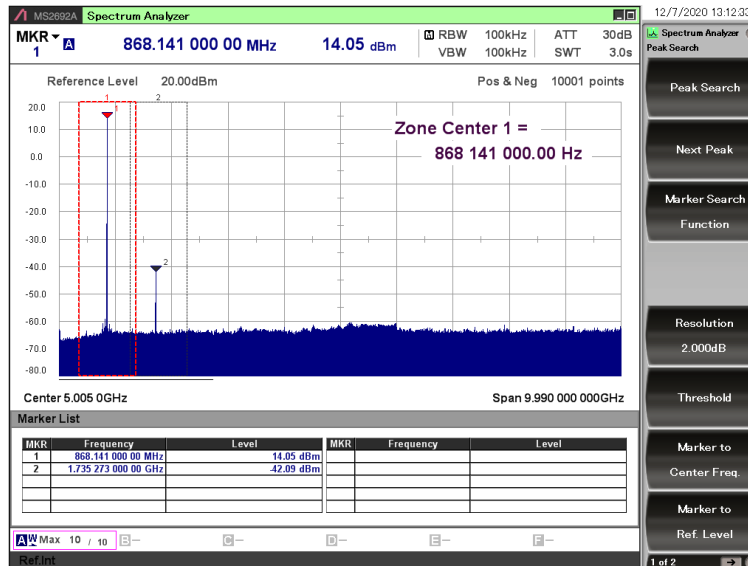 MS2692A Spectrum Analyzer
12/7/2020 13:12:33
MKR
1
A
868.141 000 00 MHz
14.05 dBm
M RBW 100kHz ATT 30dB
VBW 100kHz SWT 3.0s
Reference Level 20.00dBm
Pos & Neg 10001 points
1 2
20.0
10.0
0.0
-10.0
-20.0
-30.0
-40.0
-50.0
-60.0
-70.0
-80.0
1
2
Zone Center 1 =
868 141 000.00 Hz
Center 5.005 0GHz
Span 9.990 000 000GHz
Marker List
MKR Frequency Level MKR Frequency Level
1 868.141 000 00 MHz 14.05 dBm
2 1.735 273 000 00 GHz -42.09 dBm
A W Max 10 / 10 B— C— D— E— F—
Ref.Int
Spectrum Analyzer
Peak Search
Peak Search
Next Peak
Marker Search
Function
Resolution
2.000dB
Threshold
Marker to
Center Freq.
Marker to
Ref. Level
1 of 2